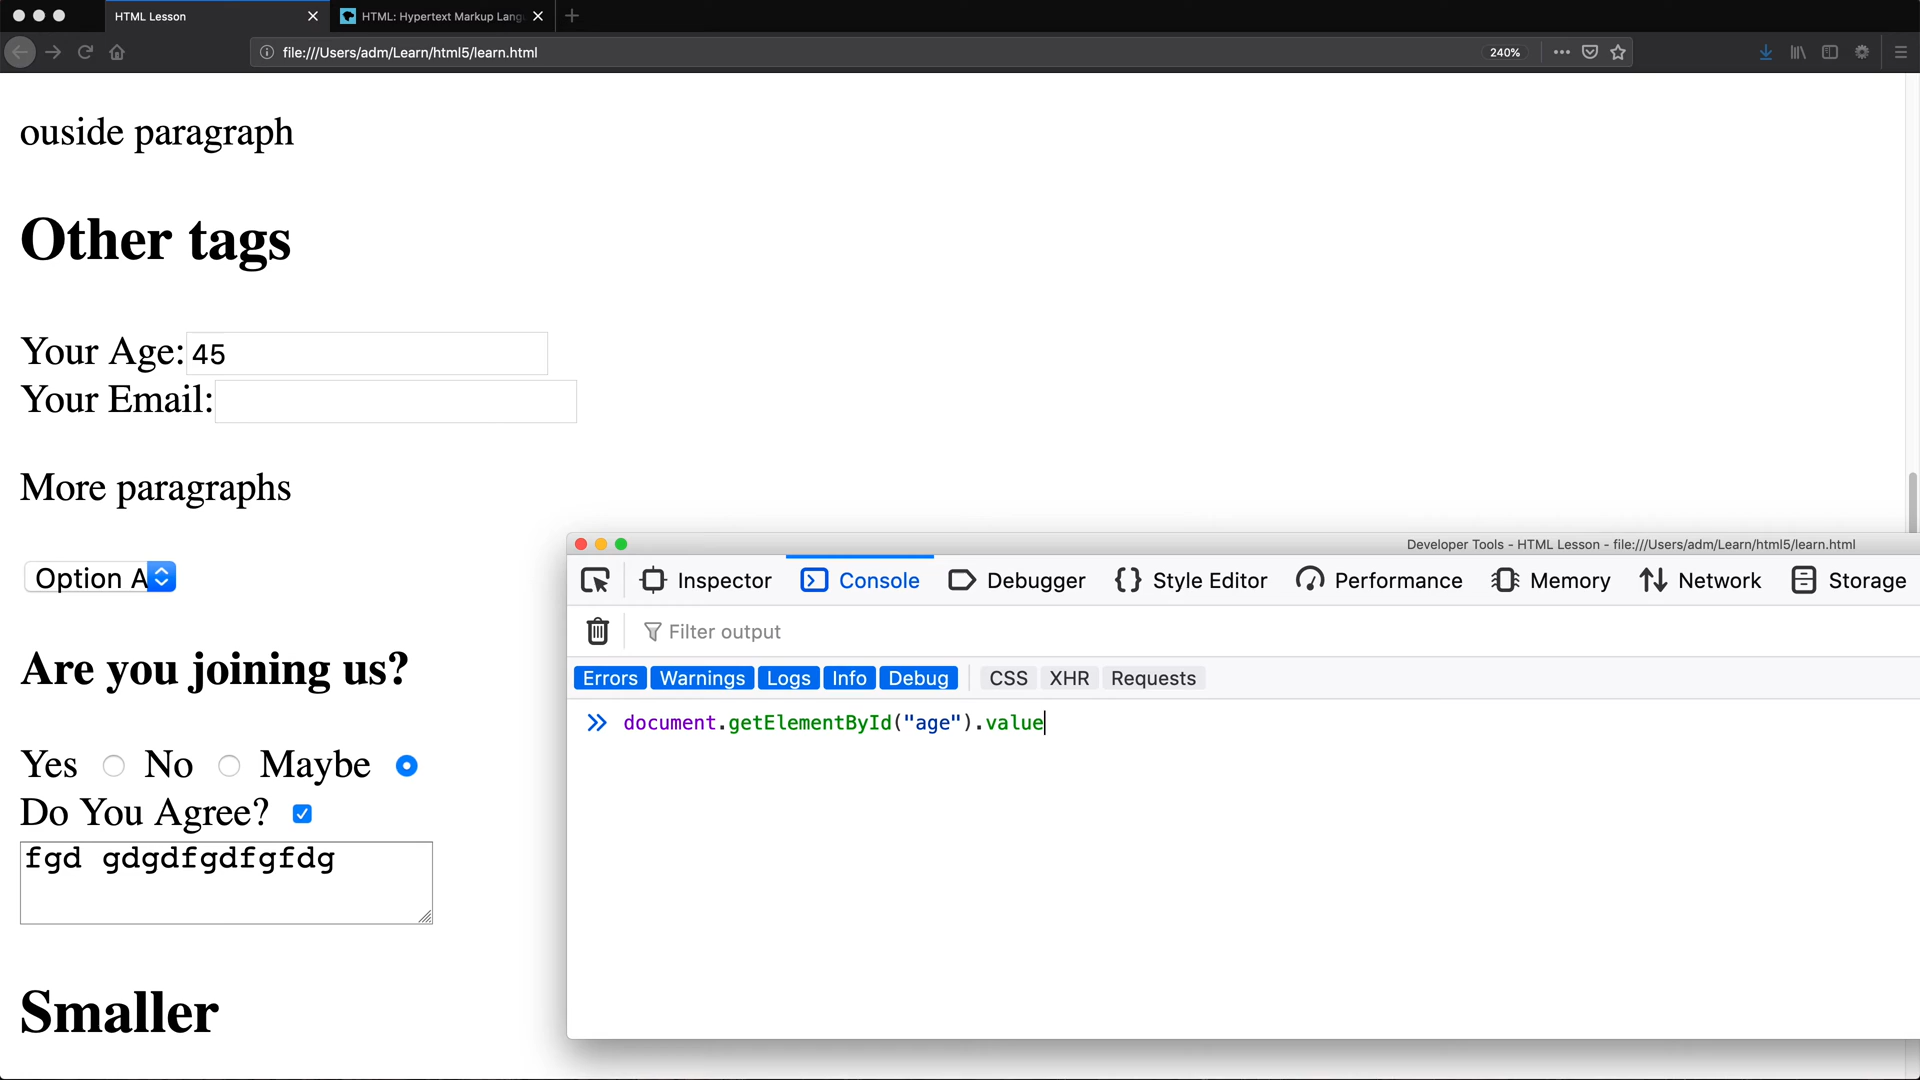 HTML Lesson
HTML: Hypertext Markup Lang
file:///Users/adm/Learn/html5/learn.html
240%
ouside paragraph
Other tags
Your Age: 45
Your Email:
More paragraphs
Option A
Are you joining us?
Yes No Maybe
Do You Agree?
fgd gdgdfgdfgfdg
Smaller
Developer Tools - HTML Lesson - file:///Users/adm/Learn/html5/learn.html
Inspector Console Debugger Style Editor Performance Memory Network Storage
Filter output
Errors Warnings Logs Info Debug CSS XHR Requests
document.getElementById("age").value